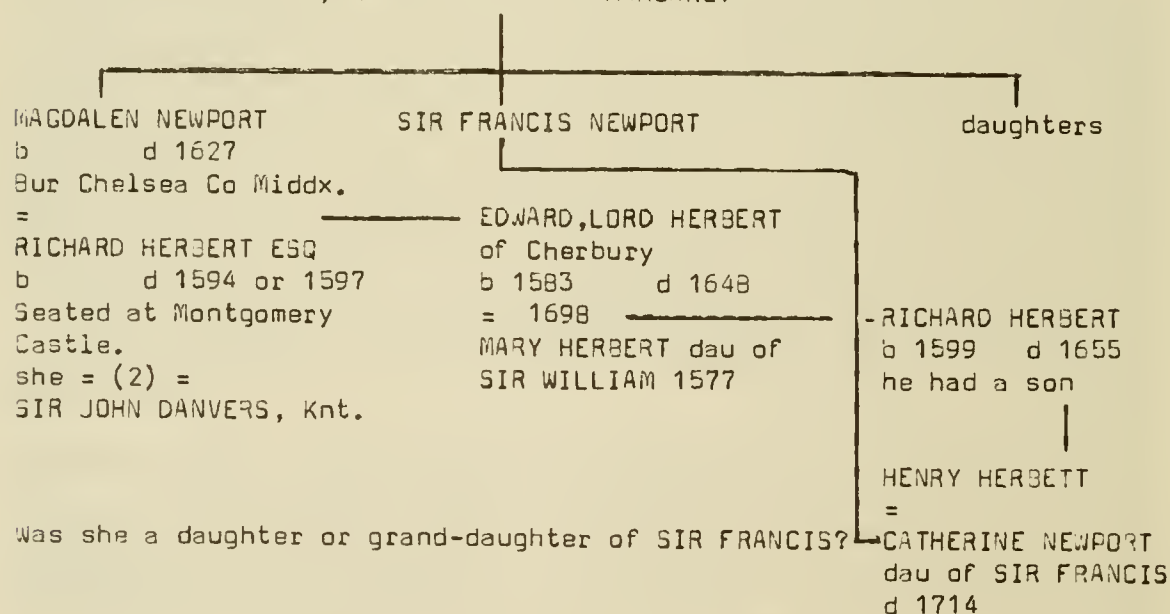 MAGDALEN NEWPORT
b d 1627
Bur Chelsea Co Middx.
=
RICHARD HERBERT ESQ
b d 1594 or 1597
Seated at Montgomery
Castle.
she = (2) =
SIR JOHN DANVERS, Knt.
SIR FRANCIS NEWPORT
daughters
EDWARD,LORD HERBERT
of Cherbury
b 1583 d 1648
= 1698
MARY HERBERT dau of
SIR WILLIAM 1577
RICHARD HERBERT
b 1599 d 1655
he had a son
HENRY HERBETT
=
Was she a daughter or grand-daughter of SIR FRANCIS?
CATHERINE NEWPORT
dau of SIR FRANCIS
d 1714